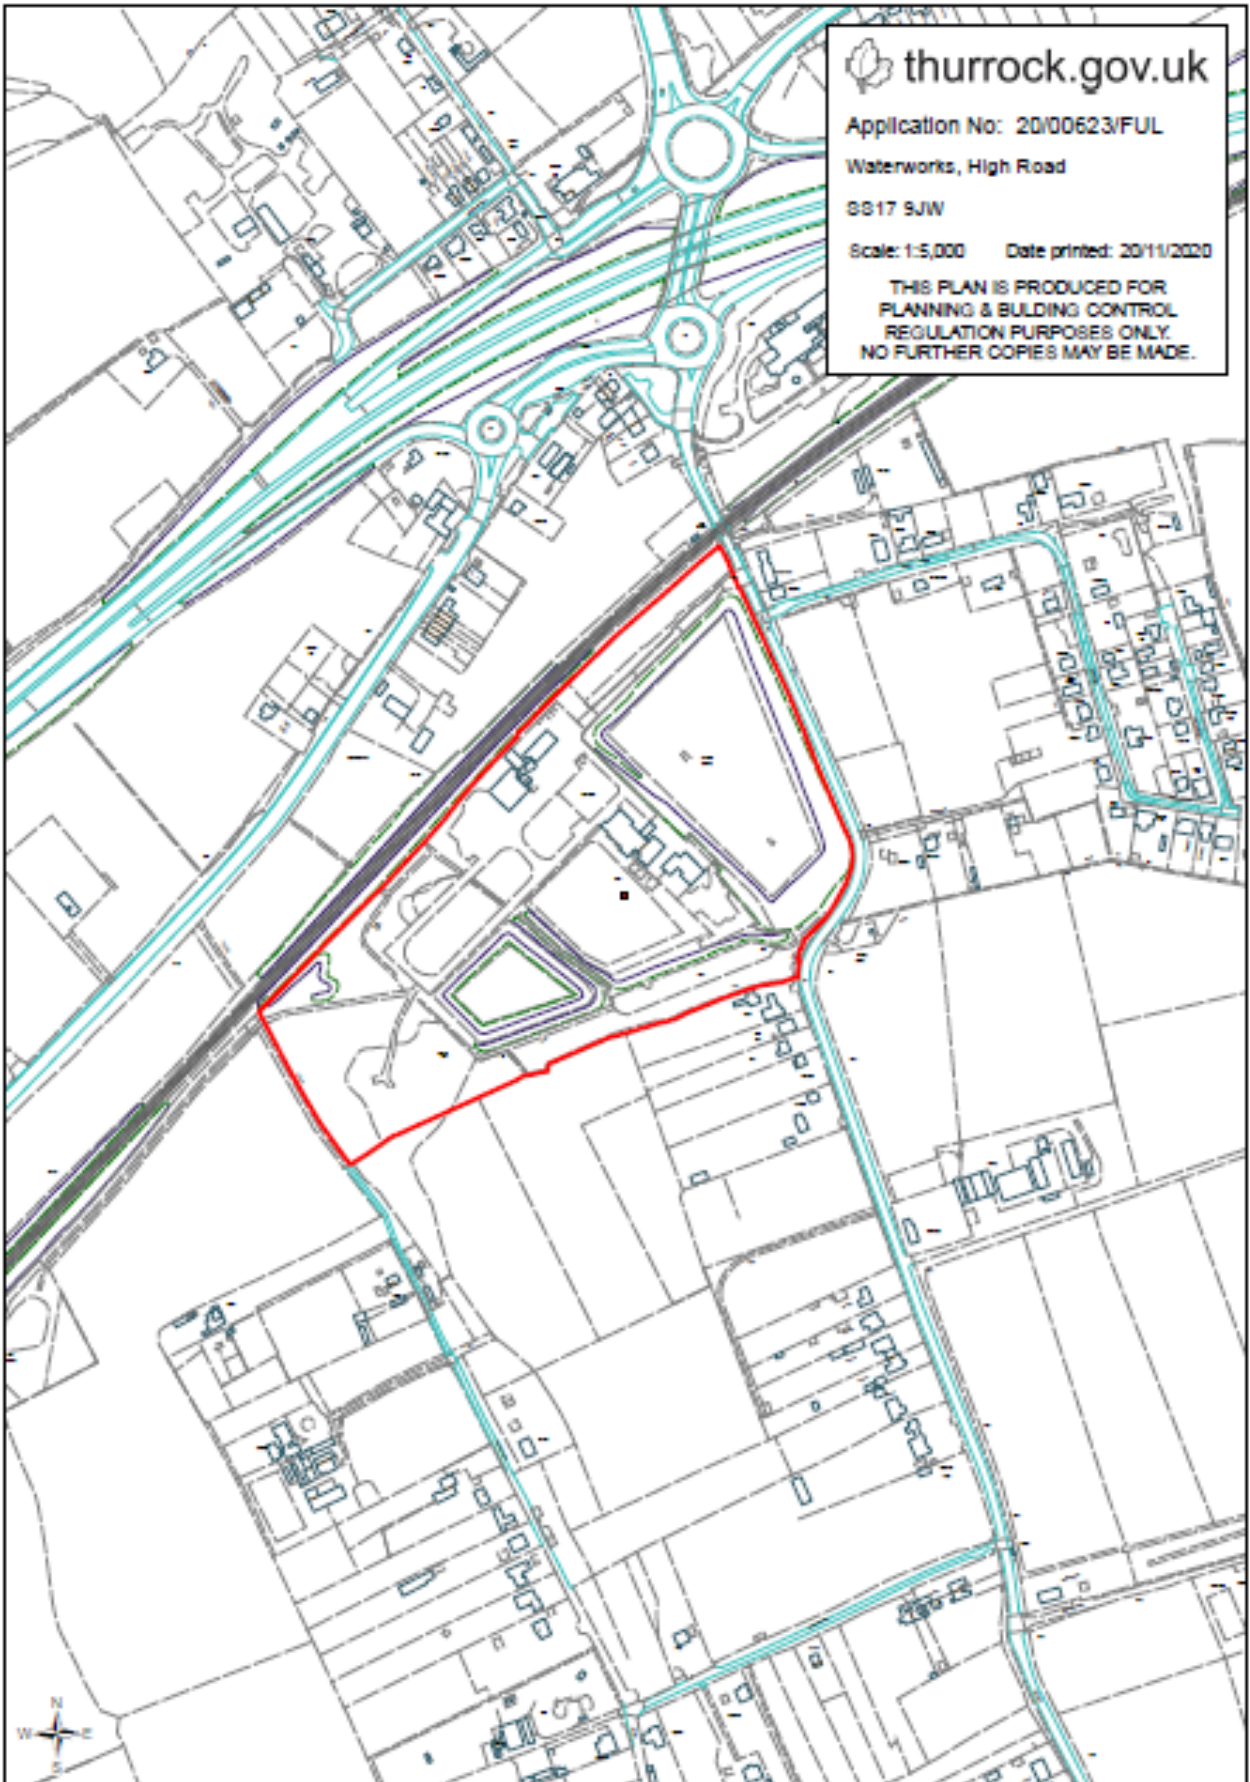 thurrock.gov.uk
Application No: 20/00623/FUL
Waterworks, High Road
SS17 9JW
Scale: 1:5,000 Date printed: 20/11/2020
THIS PLAN IS PRODUCED FOR
PLANNING & BULDING CONTROL
REGULATION PURPOSES ONLY.
NO FURTHER COPIES MAY BE MADE.
N
W E
S